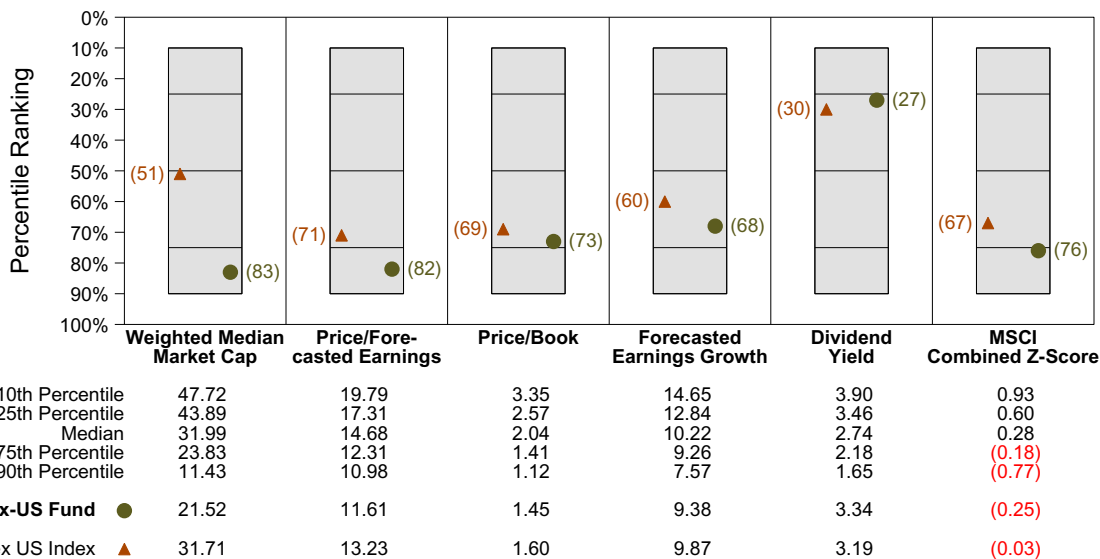 Percentile Ranking
0%
10%
20%
30%
40%
50%
60%
70%
80%
90%
100%
(51)
(83)
(71)
(82)
(69)
(73)
(60)
(68)
(30)
(27)
(67)
(76)
Weighted Median
Market Cap
Price/Fore-
casted Earnings
Price/Book
Forecasted
Earnings Growth
Dividend
Yield
MSCI
Combined Z-Score
10th Percentile 47.72 19.79 3.35 14.65 3.90 0.93
25th Percentile 43.89 17.31 2.57 12.84 3.46 0.60
Median 31.99 14.68 2.04 10.22 2.74 0.28
75th Percentile 23.83 12.31 1.41 9.26 2.18 (0.18)
90th Percentile 11.43 10.98 1.12 7.57 1.65 (0.77)
x-US Fund 21.52 11.61 1.45 9.38 3.34 (0.25)
ex US Index 31.71 13.23 1.60 9.87 3.19 (0.03)